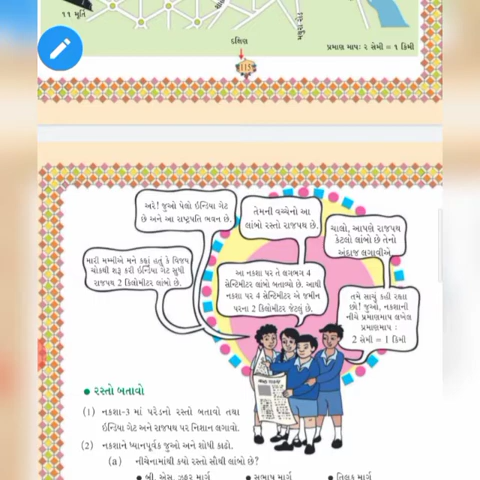 ૧૧ મૂર્તિ
દક્ષિણ
પ્રમાણ માપઃ ૨ સેમી = ૧ કિમી
115
અરે! જુઓ પેલો ઇન્ડિયા ગેટ
છે અને આ રાષ્ટ્રપતિ ભવન છે.
તેમની વચ્ચેનો આ
લાંબો રસ્તો રાજપથ છે.
ચાલો, આપણે રાજપથ
કેટલો લાંબો છે તેનો
અંદાજ લગાવીએ
મારી મમ્મીએ મને કહ્યું હતું કે વિજય
ચોકથી શરૂ કરી ઇન્ડિયા ગેટ સુધી
રાજપથ 2 કિલોમીટર લાંબો છે.
આ નકશા પર તે લગભગ 4
સેન્ટિમીટર લાંબો બતાવ્યો છે. આથી
નકશા પર 4 સેન્ટિમીટર એ જમીન
પરના 2 કિલોમીટર જેટલું છે.
તમે સાચું કહી રહ્યા
છો! જુઓ, નકશાની
નીચે પ્રમાણમાપ લખેલ
પ્રમાણમાપ :
2 સેમી = 1 કિમી
• રસ્તો બતાવો
(1) નકશા-3 માં પરેડનો રસ્તો બતાવો તથા
ઇન્ડિયા ગેટ અને રાજપથ પર નિશાન લગાવો.
(2) નકશાને ધ્યાનપૂર્વક જુઓ અને શોધી કાઢો.
(a) નીચેનામાંથી કયો રસ્તો સૌથી લાંબો છે?
• બી. એસ. ઝફર માર્ગ • સુભાષ માર્ગ • તિલક માર્ગ